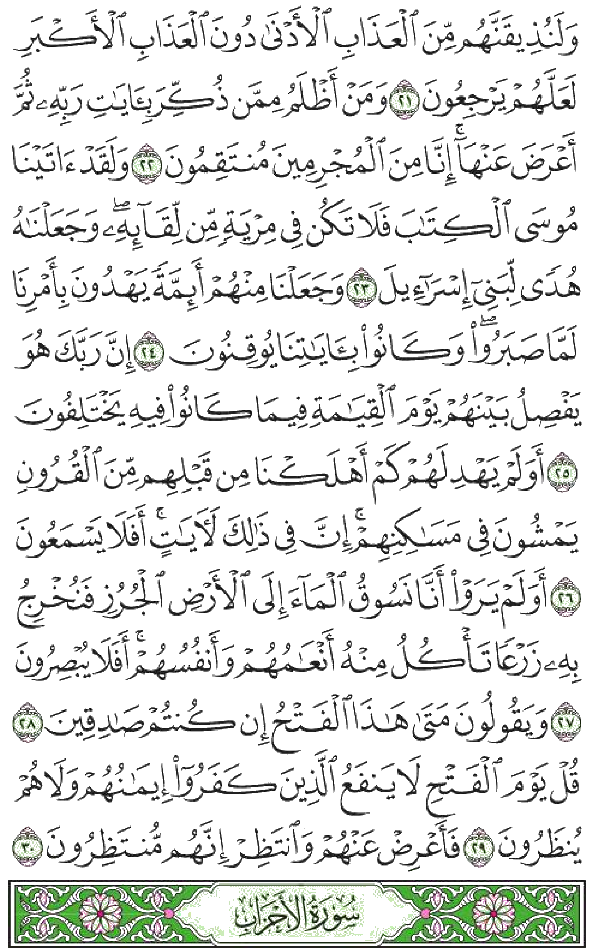 وَلَنُذِيقَنَّهُم مِّنَ ٱلْعَذَابِ ٱلْأَدْنَىٰ دُونَ ٱلْعَذَابِ ٱلْأَكْبَرِ
لَعَلَّهُمْ يَرْجِعُونَ ٢١ وَمَنْ أَظْلَمُ مِمَّن ذُكِّرَ بِـَٔايَٰتِ رَبِّهِۦ ثُمَّ
أَعْرَضَ عَنْهَآ ۚ إِنَّا مِنَ ٱلْمُجْرِمِينَ مُنتَقِمُونَ ٢٢ وَلَقَدْ ءَاتَيْنَا
مُوسَى ٱلْكِتَٰبَ فَلَا تَكُن فِى مِرْيَةٍ مِّن لِّقَآئِهِۦ ۖ وَجَعَلْنَٰهُ
هُدًى لِّبَنِىٓ إِسْرَٰٓءِيلَ ٢٣ وَجَعَلْنَا مِنْهُمْ أَئِمَّةً يَهْدُونَ بِأَمْرِنَا
لَمَّا صَبَرُوا۟ ۖ وَكَانُوا۟ بِـَٔايَٰتِنَا يُوقِنُونَ ٢٤ إِنَّ رَبَّكَ هُوَ
يَفْصِلُ بَيْنَهُمْ يَوْمَ ٱلْقِيَٰمَةِ فِيمَا كَانُوا۟ فِيهِ يَخْتَلِفُونَ
٢٥ أَوَلَمْ يَهْدِ لَهُمْ كَمْ أَهْلَكْنَا مِن قَبْلِهِم مِّنَ ٱلْقُرُونِ
يَمْشُونَ فِى مَسَٰكِنِهِمْ ۚ إِنَّ فِى ذَٰلِكَ لَـَٔايَٰتٍ ۖ أَفَلَا يَسْمَعُونَ
٢٦ أَوَلَمْ يَرَوْا۟ أَنَّا نَسُوقُ ٱلْمَآءَ إِلَى ٱلْأَرْضِ ٱلْجُرُزِ فَنُخْرِجُ
بِهِۦ زَرْعًا تَأْكُلُ مِنْهُ أَنْعَٰمُهُمْ وَأَنفُسُهُمْ ۖ أَفَلَا يُبْصِرُونَ
٢٧ وَيَقُولُونَ مَتَىٰ هَٰذَا ٱلْفَتْحُ إِن كُنتُمْ صَٰدِقِينَ ٢٨
قُلْ يَوْمَ ٱلْفَتْحِ لَا يَنفَعُ ٱلَّذِينَ كَفَرُوٓا۟ إِيمَٰنُهُمْ وَلَا هُمْ
يُنظَرُونَ ٢٩ فَأَعْرِضْ عَنْهُمْ وَٱنتَظِرْ إِنَّهُم مُّنتَظِرُونَ ٣٠
سُورَةُ الأَحْزَابِ